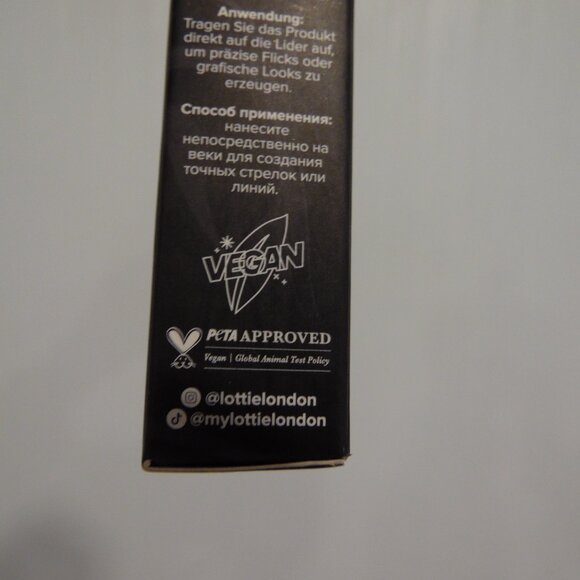 Anwendung:
Tragen Sie das Produkt
direkt auf die Lider auf,
um präzise Flicks oder
grafische Looks zu
erzeugen.
Способ применения:
нанесите
непосредственно на
веки для создания
точных стрелок или
линий.
VEGAN
PETA APPROVED
Vegan | Global Animal Test Policy
@lottielondon
@mylottielondon